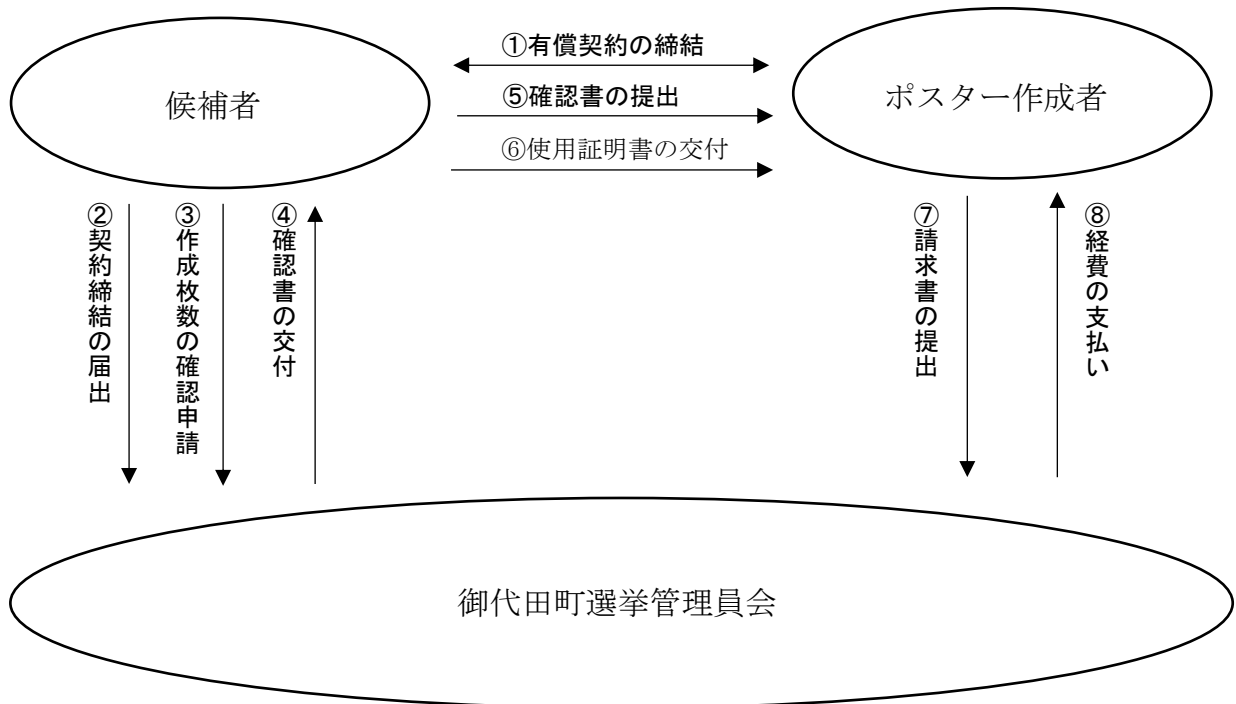 候補者
①有償契約の締結
⑤確認書の提出
⑥使用証明書の交付
ポスター作成者
②契約締結の届出
③作成枚数の確認申請
④確認書の交付
⑦請求書の提出
⑧経費の支払い
御代田町選挙管理員会